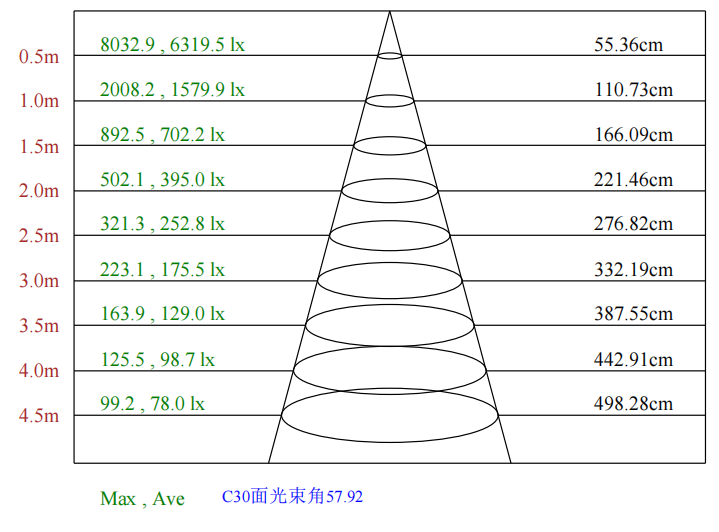 8032.9 , 6319.5 lx 55.36cm
0.5m
2008.2 , 1579.9 lx 110.73cm
1.0m
892.5 , 702.2 lx 166.09cm
1.5m
502.1 , 395.0 lx 221.46cm
2.0m
321.3 , 252.8 lx 276.82cm
2.5m
223.1 , 175.5 lx 332.19cm
3.0m
163.9 , 129.0 lx 387.55cm
3.5m
125.5 , 98.7 lx 442.91cm
4.0m
99.2 , 78.0 lx 498.28cm
4.5m
Max , Ave C30面光束角57.92